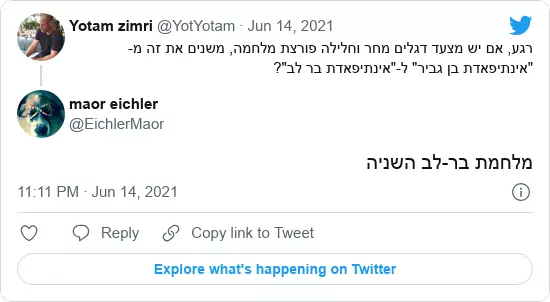 Yotam zimri @YotYotam · Jun 14, 2021
רגע, אם יש מצעד דגלים מחר וחלילה פורצת מלחמה, משנים את זה מ-
"אינתיפאדת בן גביר" ל-"אינתיפאדת בר לב"?
maor eichler
@EichlerMaor
מלחמת בר-לב השניה
11:11 PM · Jun 14, 2021
Reply
Copy link to Tweet
Explore what's happening on Twitter